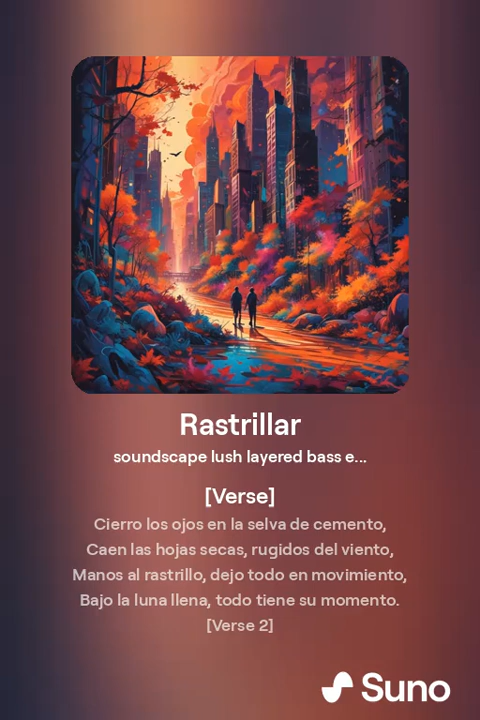 Rastrillar
soundscape lush layered bass e...
[Verse]
Cierro los ojos en la selva de cemento,
Caen las hojas secas, rugidos del viento,
Manos al rastrillo, dejo todo en movimiento,
Bajo la luna llena, todo tiene su momento.
[Verse 2]
Suno